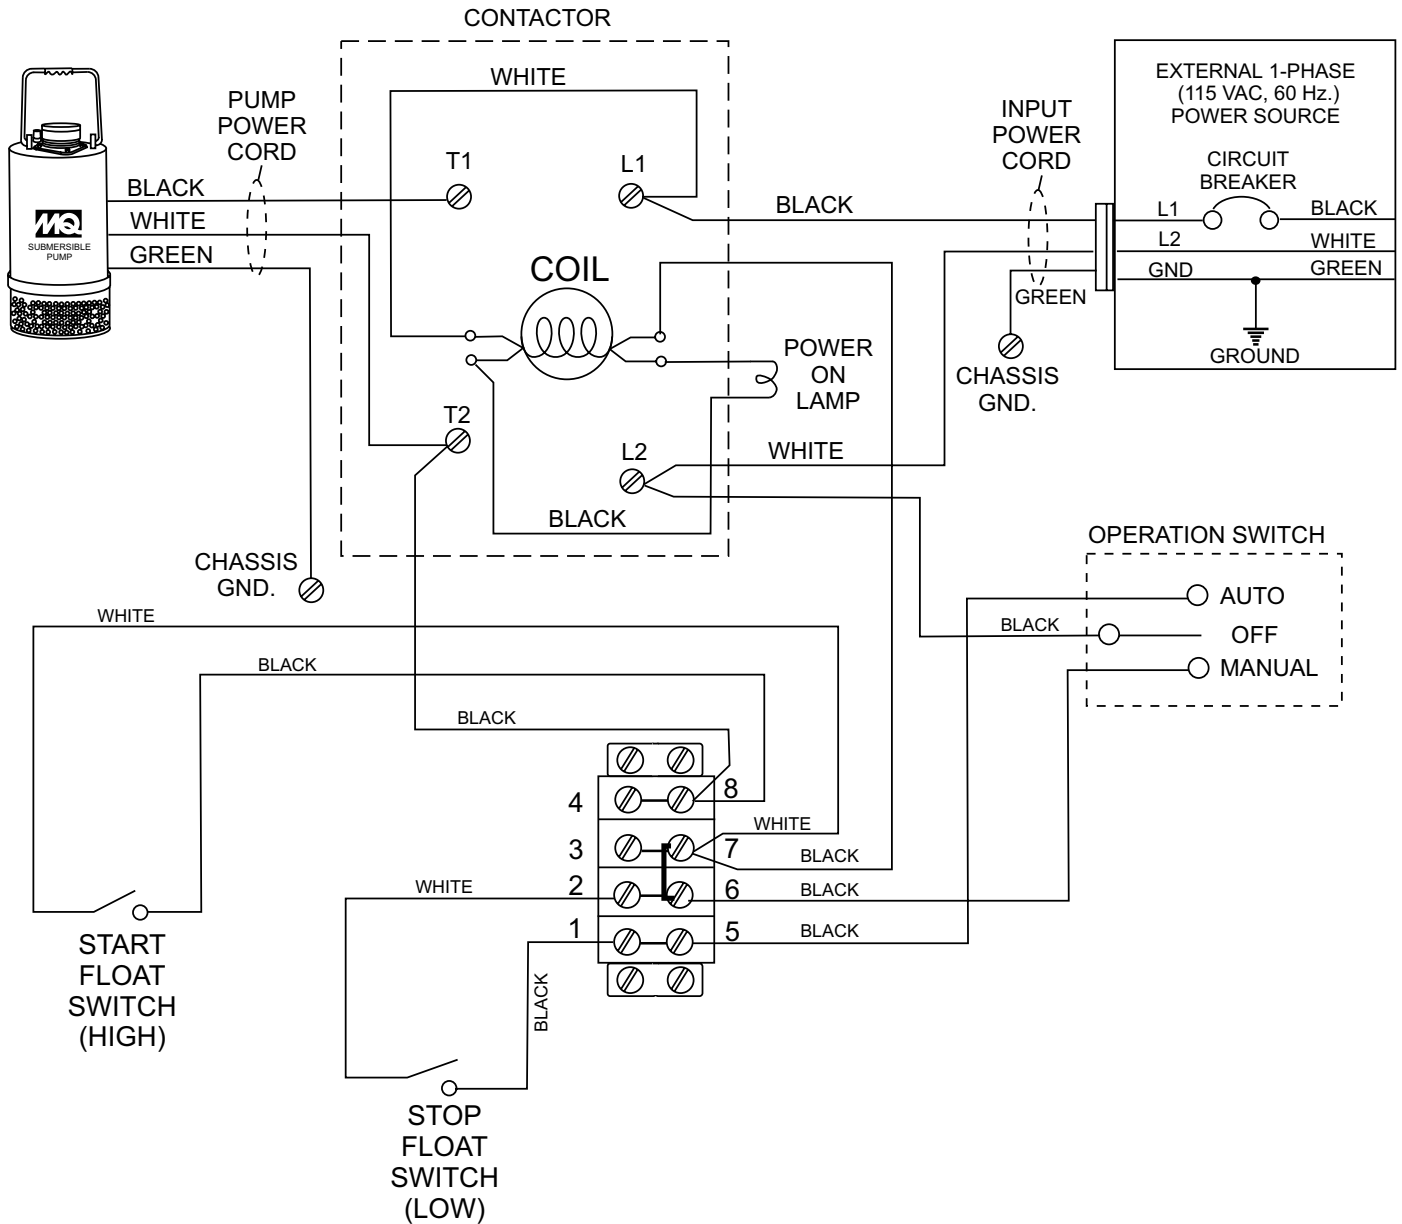 CONTACTOR
WHITE
PUMP
POWER
CORD
T1
L1
BLACK
WHITE
GREEN
MQ
SUBMERSIBLE
PUMP
BLACK
INPUT
POWER
CORD
GREEN
CHASSIS
GND.
EXTERNAL 1-PHASE
(115 VAC, 60 Hz.)
POWER SOURCE
CIRCUIT
BREAKER
L1
BLACK
L2
WHITE
GND
GREEN
GROUND
COIL
POWER
ON
LAMP
T2
L2
WHITE
BLACK
CHASSIS
GND.
OPERATION SWITCH
AUTO
BLACK
OFF
MANUAL
WHITE
BLACK
BLACK
4
8
WHITE
3
7
BLACK
WHITE
2
6
BLACK
1
5
BLACK
BLACK
START
FLOAT
SWITCH
(HIGH)
STOP
FLOAT
SWITCH
(LOW)